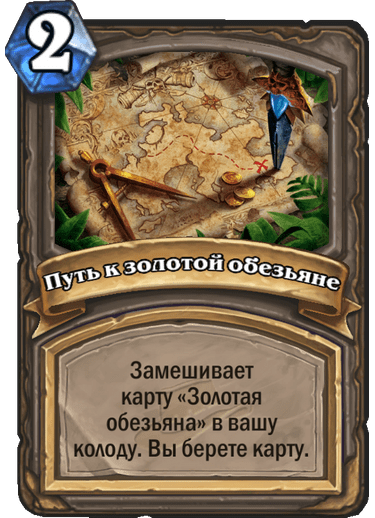 2
Путь к золотой обезьяне
Замешивает
карту «Золотая
обезьяна» в вашу
колоду. Вы берете карту.